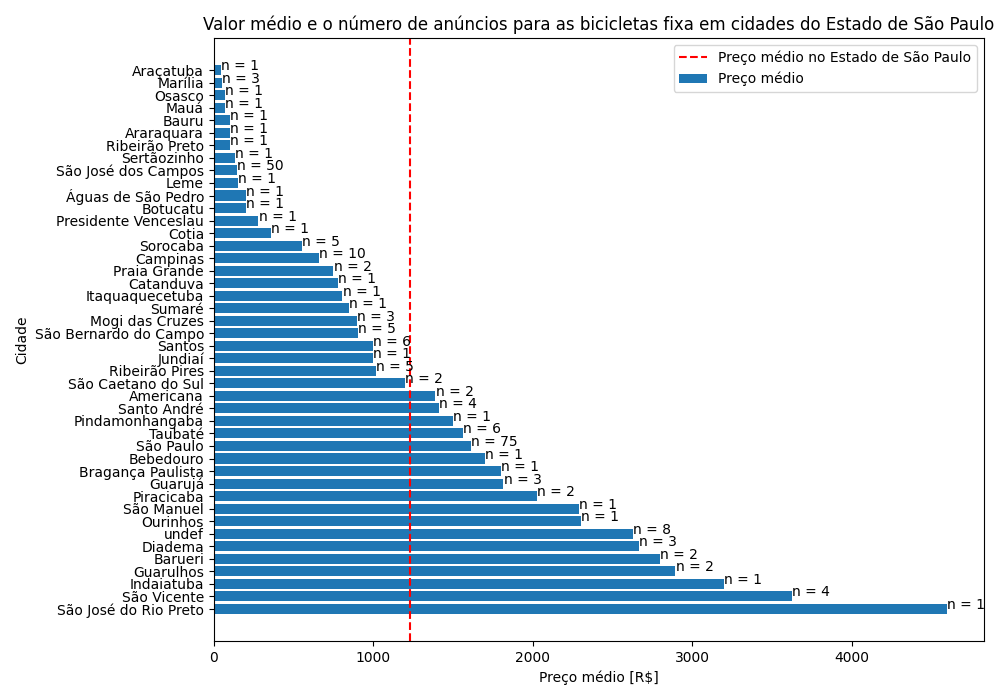 Valor médio e o número de anúncios para as bicicletas fixa em cidades do Estado de São Paulo
Preço médio no Estado de São Paulo
Preço médio
Araçatuba n = 1
Marília n = 3
Osasco n = 1
Mauá n = 1
Bauru n = 1
Araraquara n = 1
Ribeirão Preto n = 1
Sertãozinho n = 1
São José dos Campos n = 50
Leme n = 1
Águas de São Pedro n = 1
Botucatu n = 1
Presidente Venceslau n = 1
Cotia n = 1
Sorocaba n = 5
Campinas n = 10
Praia Grande n = 2
Catanduva n = 1
Itaquaquecetuba n = 1
Sumaré n = 1
Mogi das Cruzes n = 3
São Bernardo do Campo n = 5
Santos n = 6
Jundiaí n = 1
Ribeirão Pires n = 5
São Caetano do Sul n = 2
Americana n = 2
Santo André n = 4
Pindamonhangaba n = 1
Taubaté n = 6
São Paulo n = 75
Bebedouro n = 1
Bragança Paulista n = 1
Guarujá n = 3
Piracicaba n = 2
São Manuel n = 1
Ourinhos n = 1
undef n = 8
Diadema n = 3
Barueri n = 2
Guarulhos n = 2
Indaiatuba n = 1
São Vicente n = 4
São José do Rio Preto n = 1
Cidade
0 1000 2000 3000 4000
Preço médio [R$]